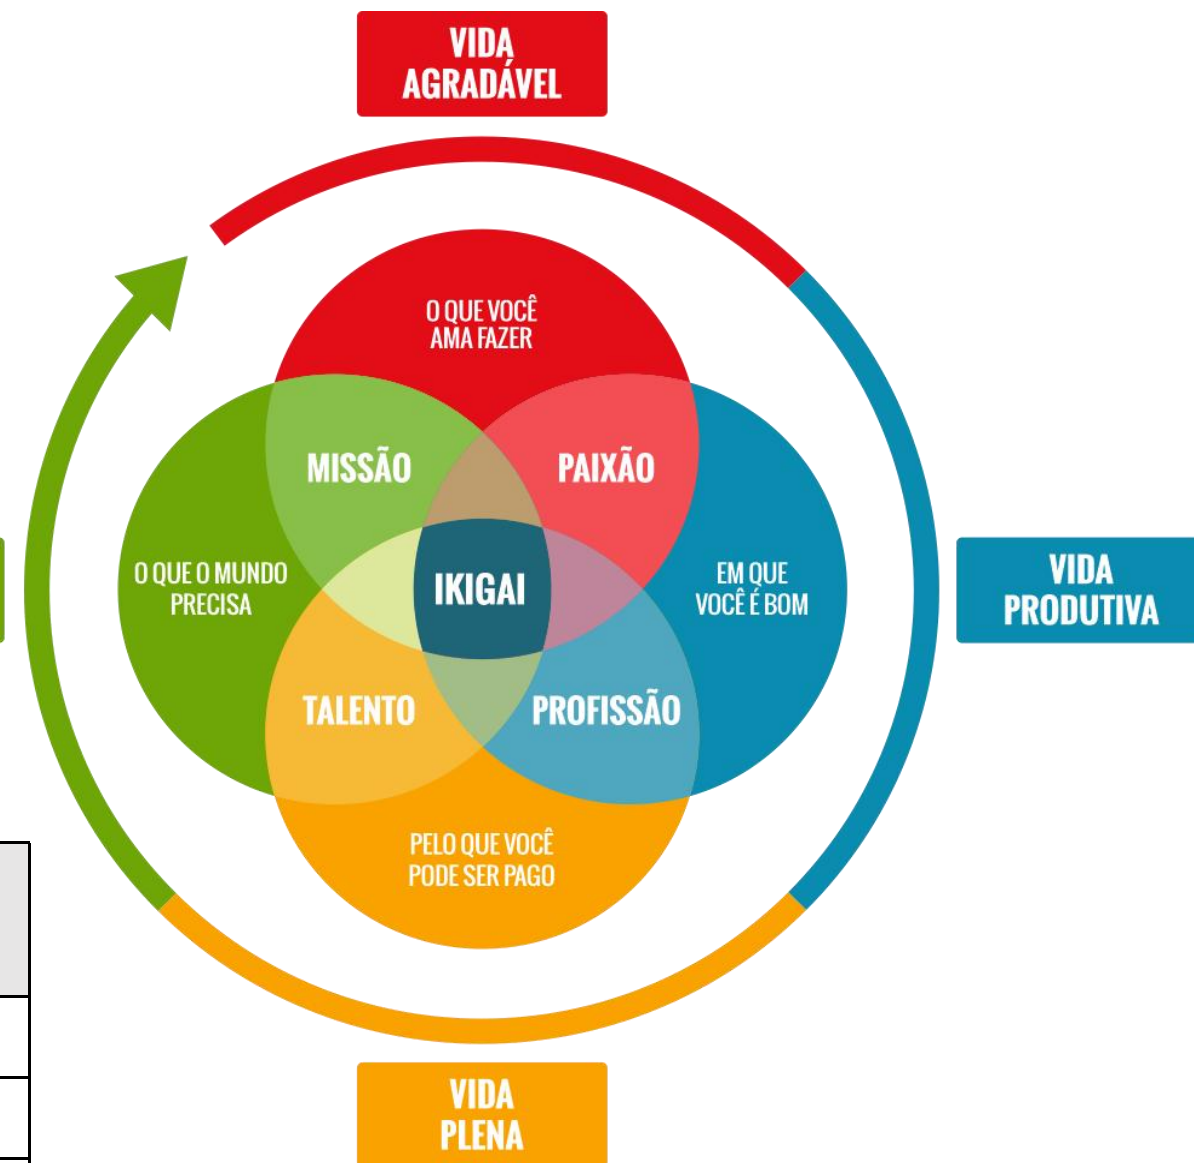 VIDA
AGRADÁVEL
O QUE VOCÊ
AMA FAZER
MISSÃO
PAIXÃO
O QUE O MUNDO
PRECISA
IKIGAI
EM QUE
VOCÊ É BOM
VIDA
PRODUTIVA
TALENTO
PROFISSÃO
PELO QUE VOCÊ
PODE SER PAGO
VIDA
PLENA